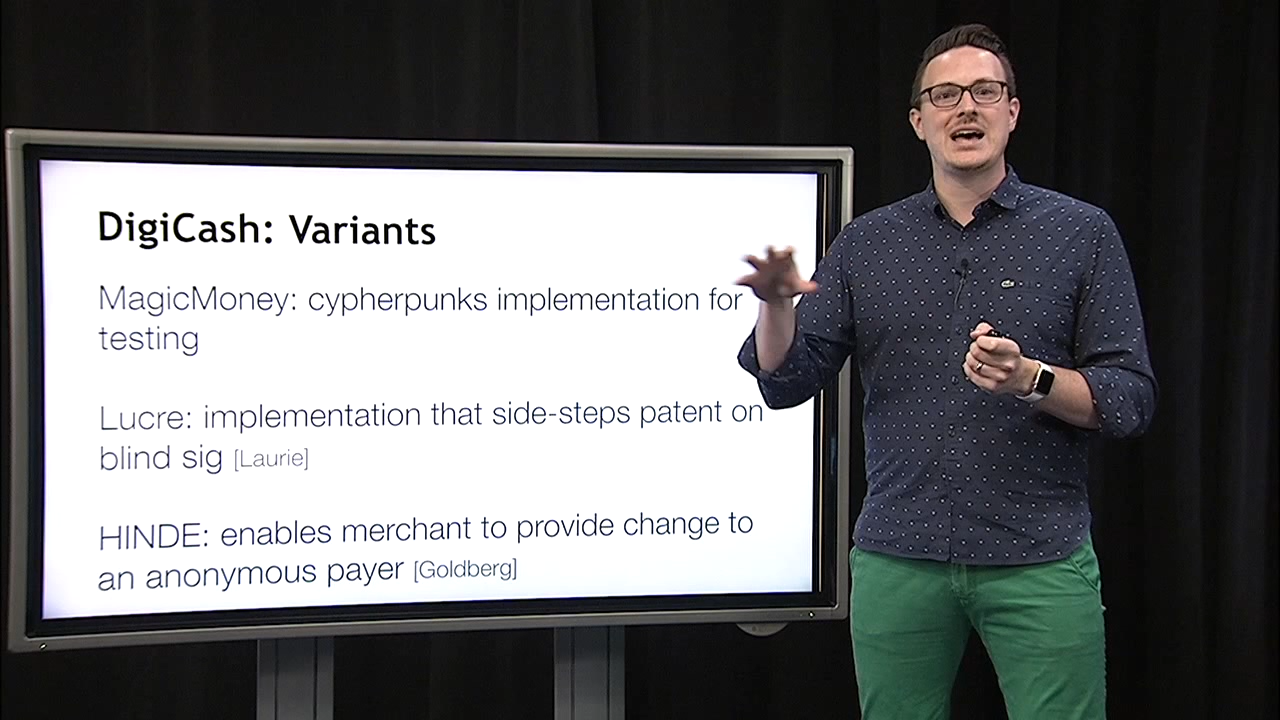 DigiCash: Variants
MagicMoney: cypherpunks implementation for
testing
Lucre: implementation that side-steps patent on
blind sig [Laurie]
HINDE: enables merchant to provide change to
an anonymous payer [Goldberg]